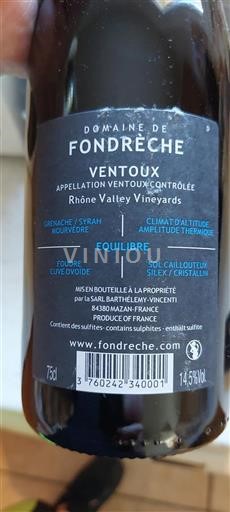 DOMAINE DE
FONDRÈCHE
VENTOUX
APPELLATION VENTOUX CONTRÔLÉE
Rhône Valley Vineyards
GRENACHE / SYRAH
MOURVÈDRE
CLIMAT D'ALTITUDE
AMPLITUDE THERMIQUE
EQUILIBRE
VINTOU
FOUDRE
CUVE OVOÏDE
SOL CAILLOUTEUX
SILEX / CRISTALLIN
MIS EN BOUTEILLE À LA PROPRIÉTÉ
par la SARL BARTHÉLEMY-VINCENTI
84380 MAZAN-FRANCE
PRODUCE OF FRANCE
Contient des sulfites - contains sulphites - enthält sulfite
www.fondreche.com
75cl
14,5%Vol.
3 760242 340001